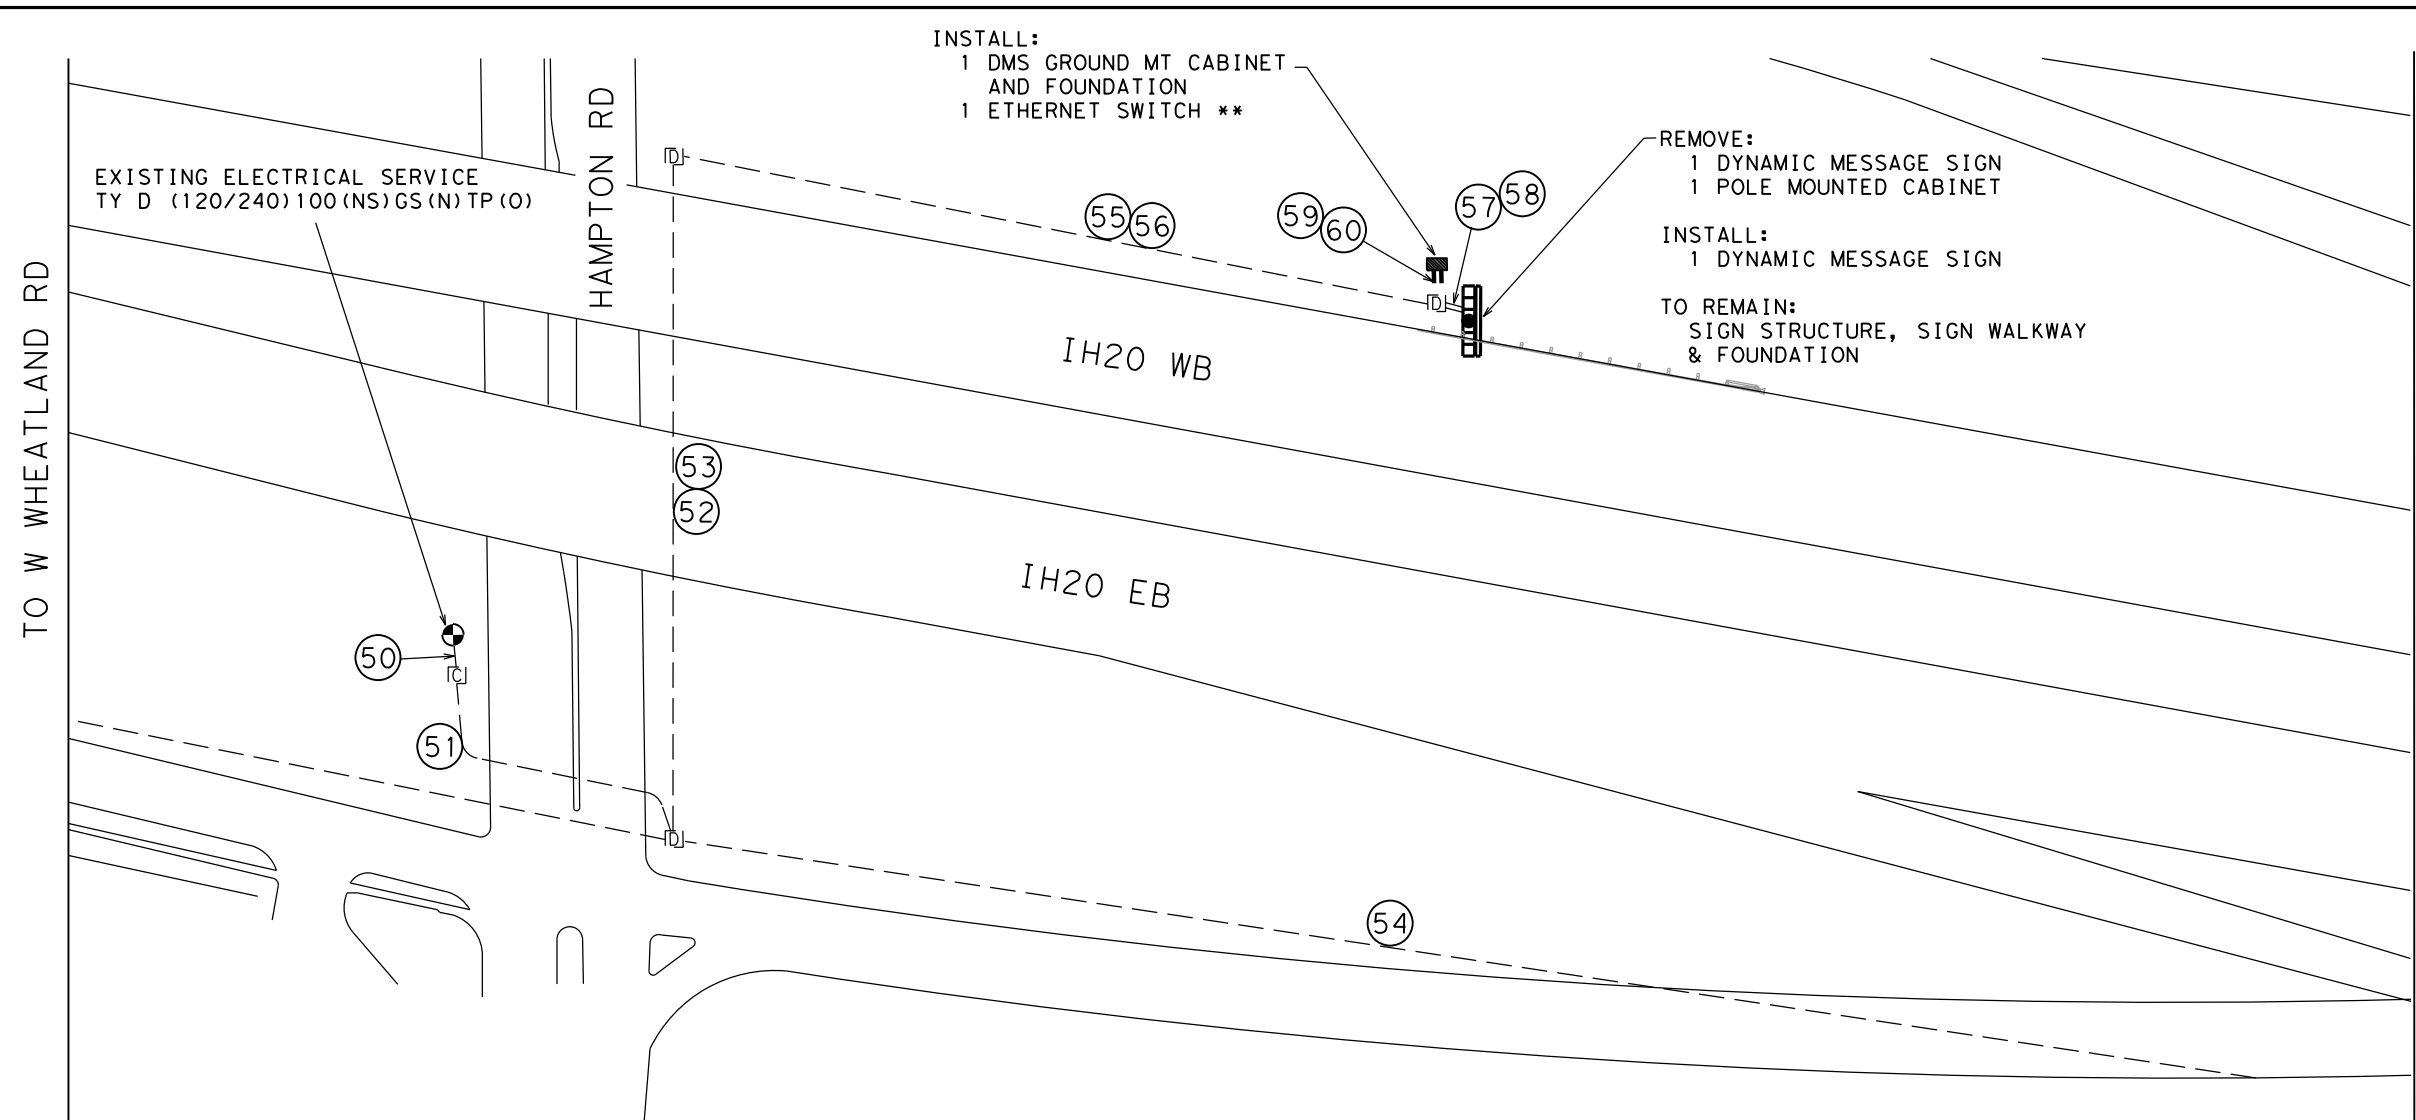 INSTALL:
1 DMS GROUND MT CABINET
AND FOUNDATION
1 ETHERNET SWITCH **
REMOVE:
1 DYNAMIC MESSAGE SIGN
1 POLE MOUNTED CABINET
INSTALL:
1 DYNAMIC MESSAGE SIGN
TO REMAIN:
SIGN STRUCTURE, SIGN WALKWAY
& FOUNDATION
EXISTING ELECTRICAL SERVICE
TY D (120/240)100(NS)GS(N)TP(O)
HAMPTON RD
TO W WHEATLAND RD
D
55
56
59
60
57
58
D
IH20 WB
53
52
IH20 EB
50
C
51
D
54